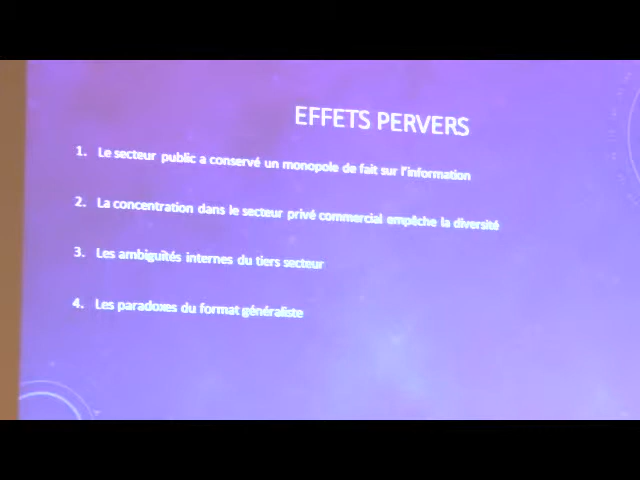 EFFETS PERVERS
1. Le secteur public a conservé un monopole de fait sur l'information
2. La concentration dans le secteur privé commercial empêche la diversité
3. Les ambiguïtés internes du tiers secteur
4. Les paradoxes du format généraliste